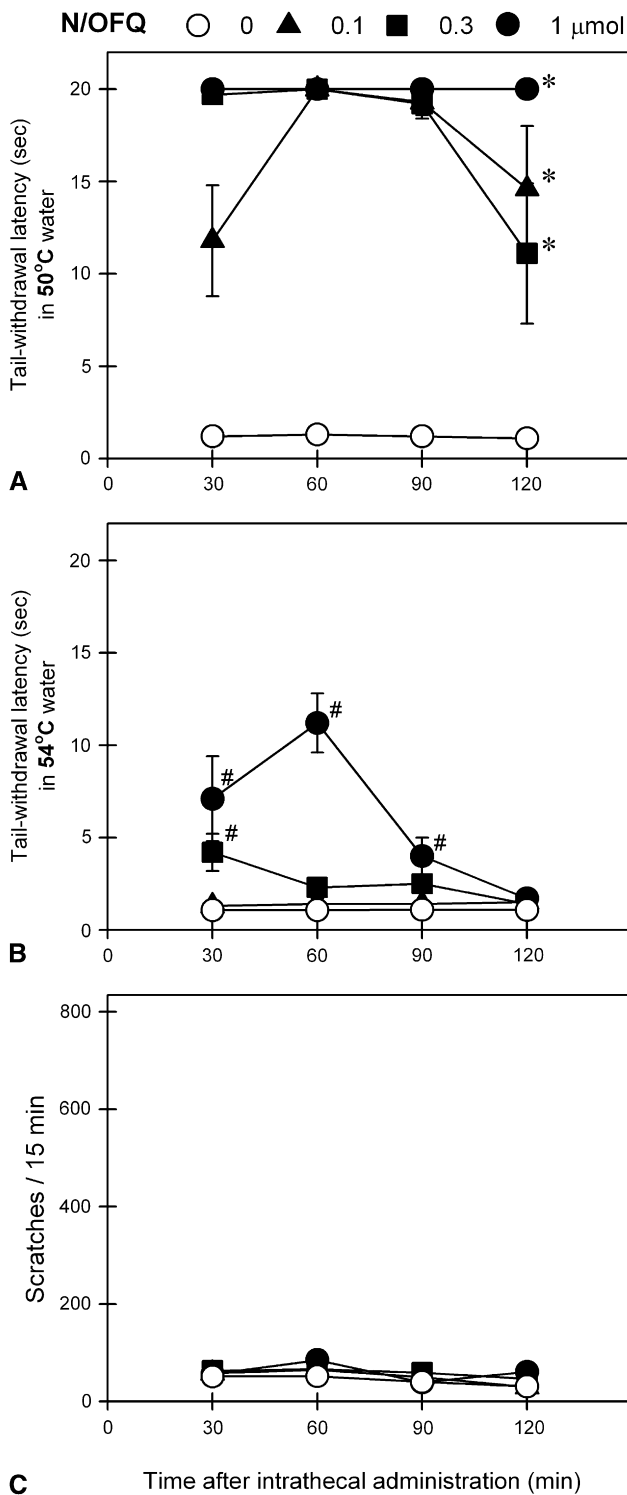 N/OFQ 0 0.1 0.3 1 μmol
Tail-withdrawal latency (sec)
in 50°C water
20
15
10
5
0
*
*
*
0 30 60 90 120
A
Tail-withdrawal latency (sec)
in 54°C water
20
15
10
5
0
#
#
#
#
0 30 60 90 120
B
Scratches / 15 min
800
600
400
200
0
0 30 60 90 120
Time after intrathecal administration (min)
C